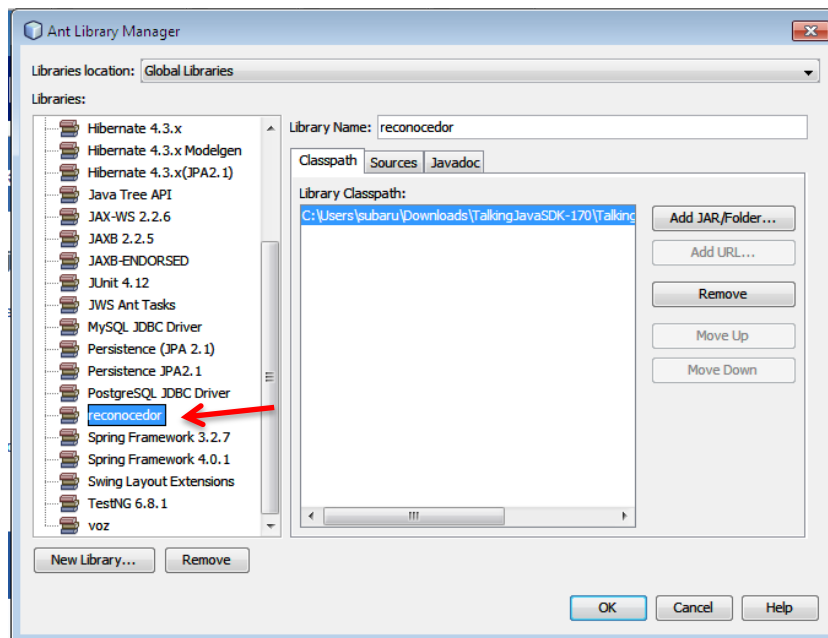 Ant Library Manager
Libraries location: Global Libraries
Libraries:
Hibernate 4.3.x
Hibernate 4.3.x Modelgen
Hibernate 4.3.x(JPA2.1)
Java Tree API
JAX-WS 2.2.6
JAXB 2.2.5
JAXB-ENDORSED
JUnit 4.12
JWS Ant Tasks
MySQL JDBC Driver
Persistence (JPA 2.1)
Persistence JPA2.1
PostgreSQL JDBC Driver
reconocedor
Spring Framework 3.2.7
Spring Framework 4.0.1
Swing Layout Extensions
TestNG 6.8.1
voz
New Library...
Remove
Library Name: reconocedor
Classpath Sources Javadoc
Library Classpath:
C:\Users\subaru\Downloads\TalkingJavaSDK-170\Talking
Add JAR/Folder...
Add URL...
Remove
Move Up
Move Down
OK Cancel Help